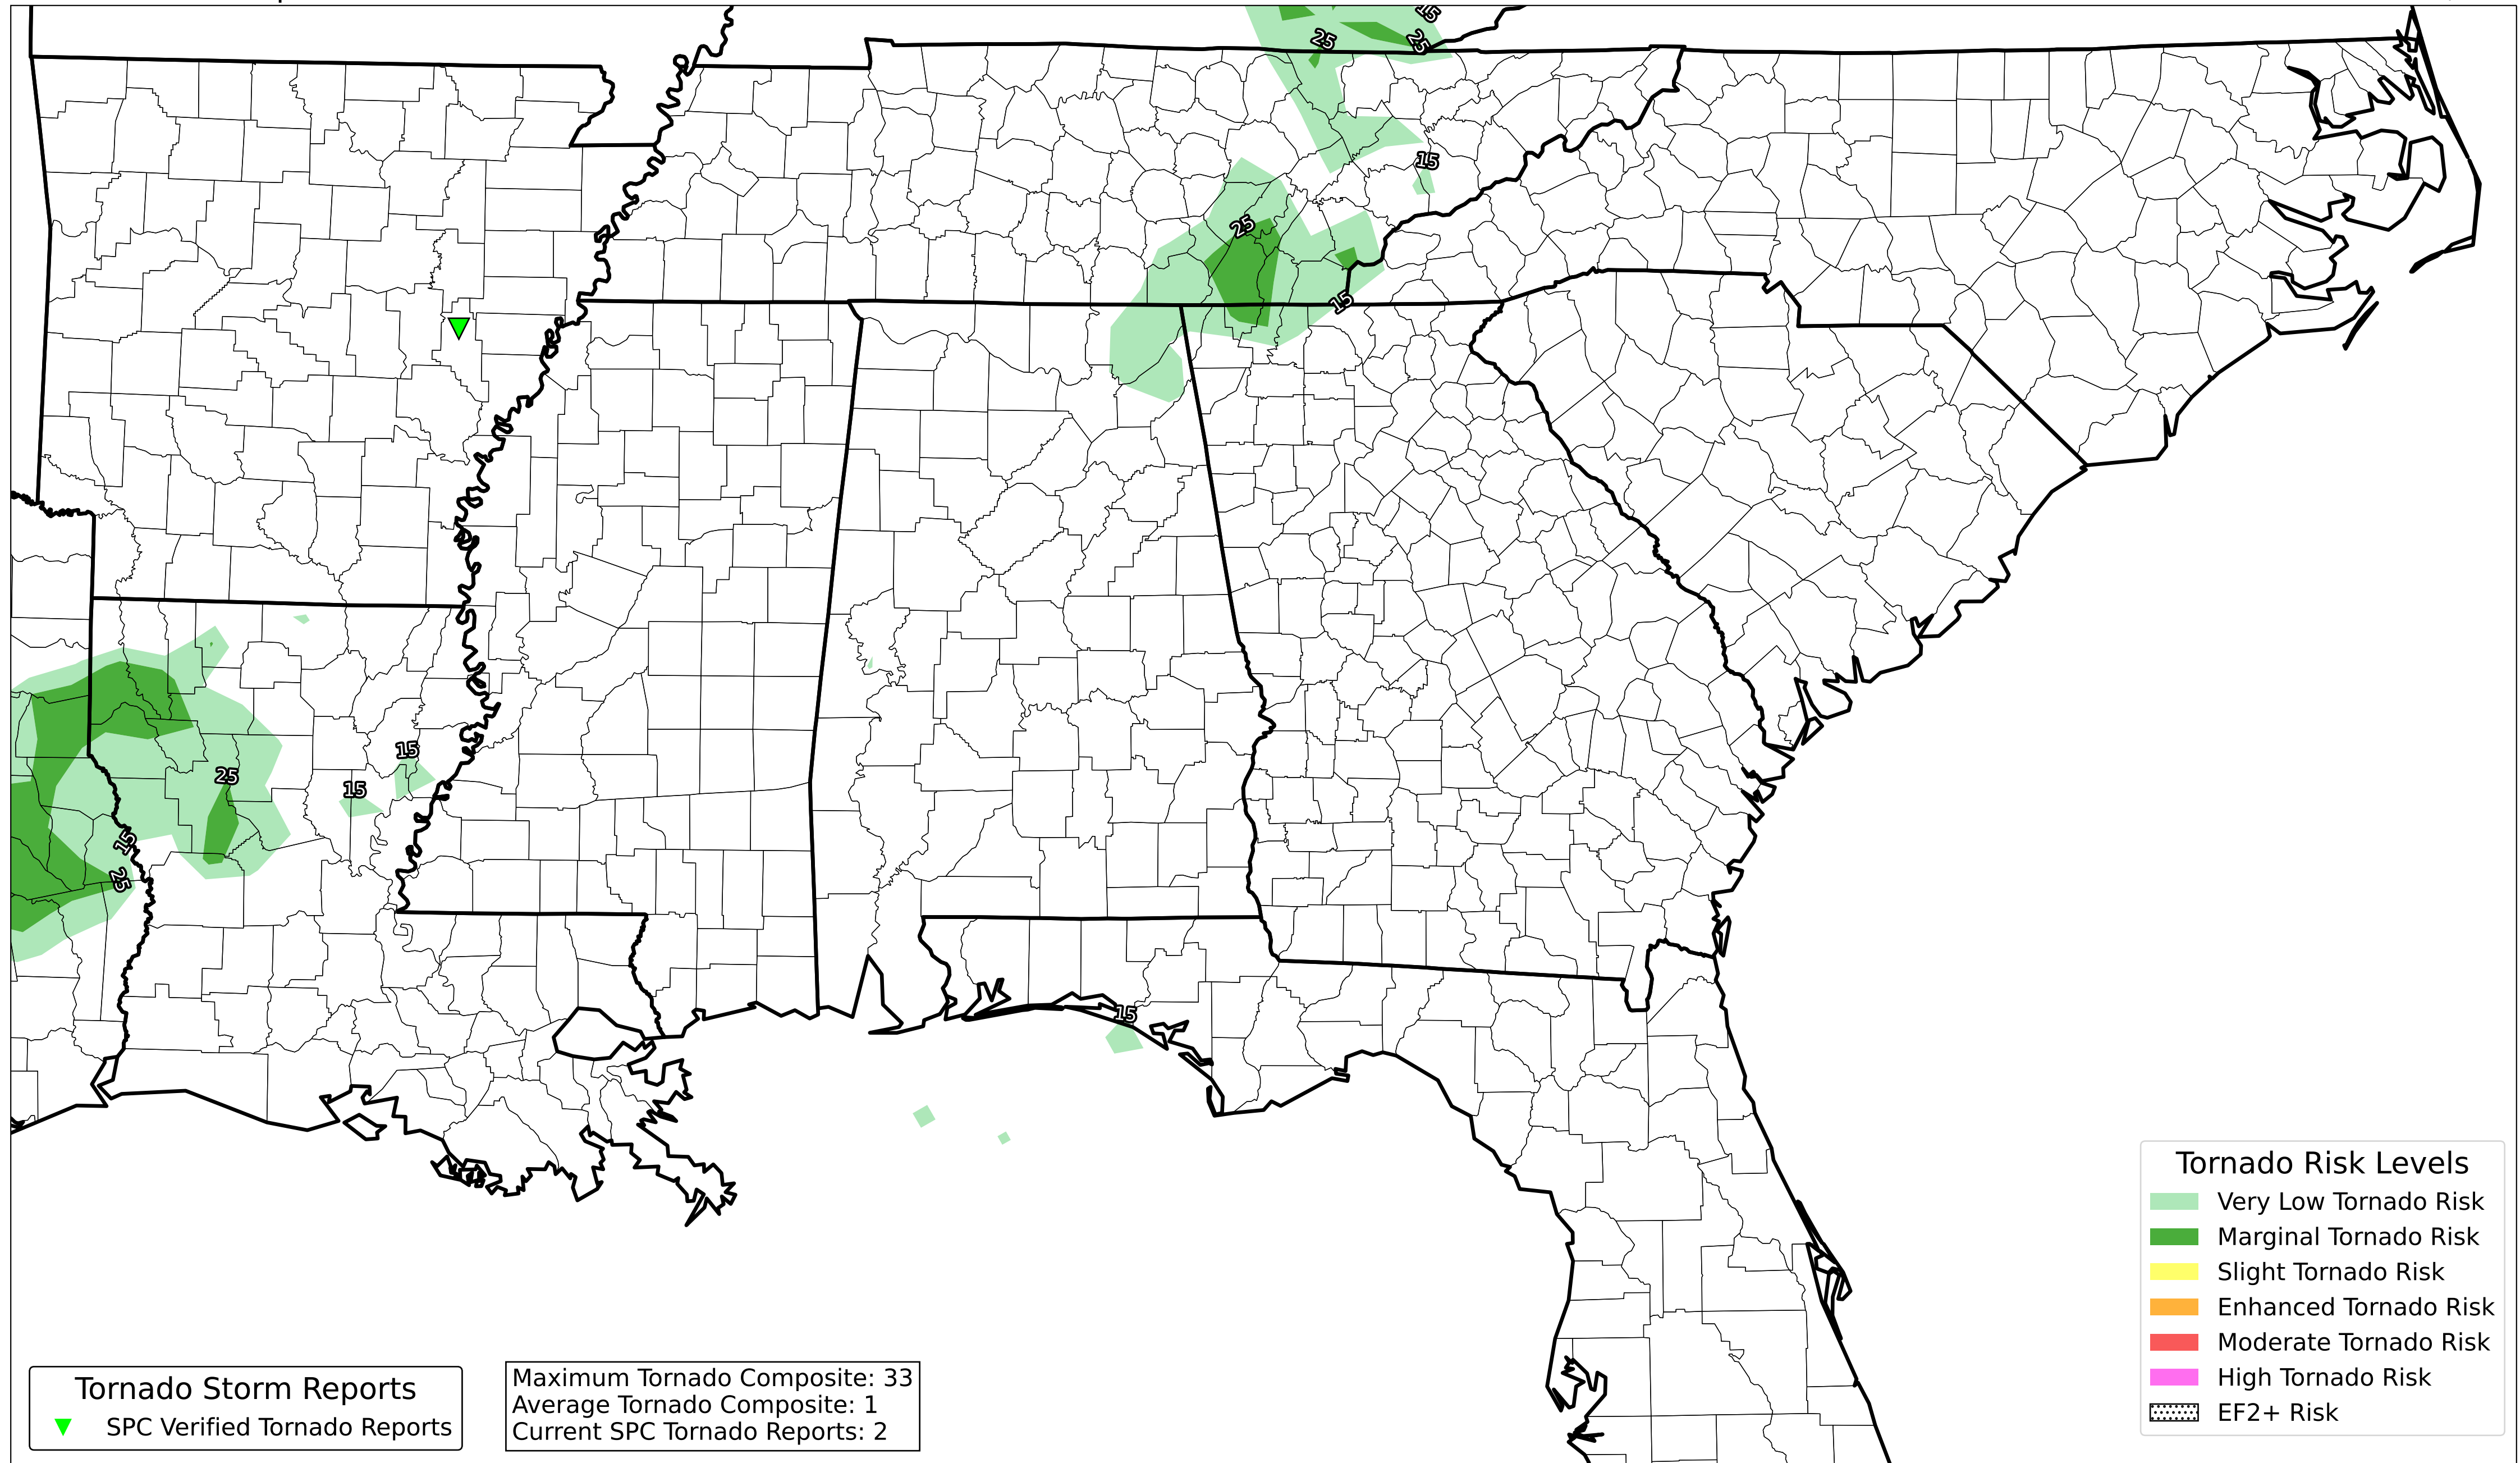 15
25
25
15
25
15
15
25
15
15
25
15
Tornado Risk Levels
Very Low Tornado Risk
Marginal Tornado Risk
Slight Tornado Risk
Enhanced Tornado Risk
Moderate Tornado Risk
High Tornado Risk
EF2+ Risk
Tornado Storm Reports
SPC Verified Tornado Reports
Maximum Tornado Composite: 33
Average Tornado Composite: 1
Current SPC Tornado Reports: 2